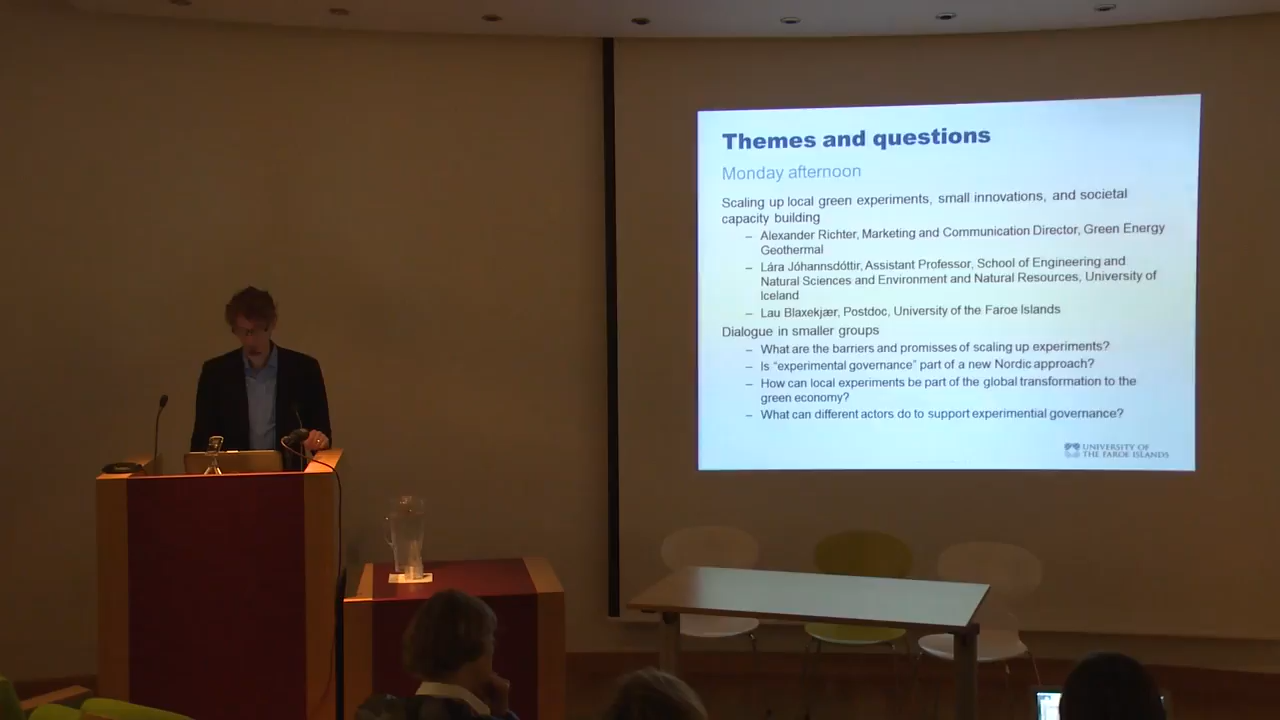 Themes and questions
Monday afternoon
Scaling up local green experiments, small innovations, and societal
capacity building
– Alexander Richter, Marketing and Communication Director, Green Energy
Geothermal
– Lára Jóhannsdóttir, Assistant Professor, School of Engineering and
Natural Sciences and Environment and Natural Resources, University of
Iceland
– Lau Blaxekjær, Postdoc, University of the Faroe Islands
Dialogue in smaller groups
– What are the barriers and promisses of scaling up experiments?
– Is “experimental governance” part of a new Nordic approach?
– How can local experiments be part of the global transformation to the
green economy?
– What can different actors do to support experimential governance?
UNIVERSITY OF
THE FAROE ISLANDS